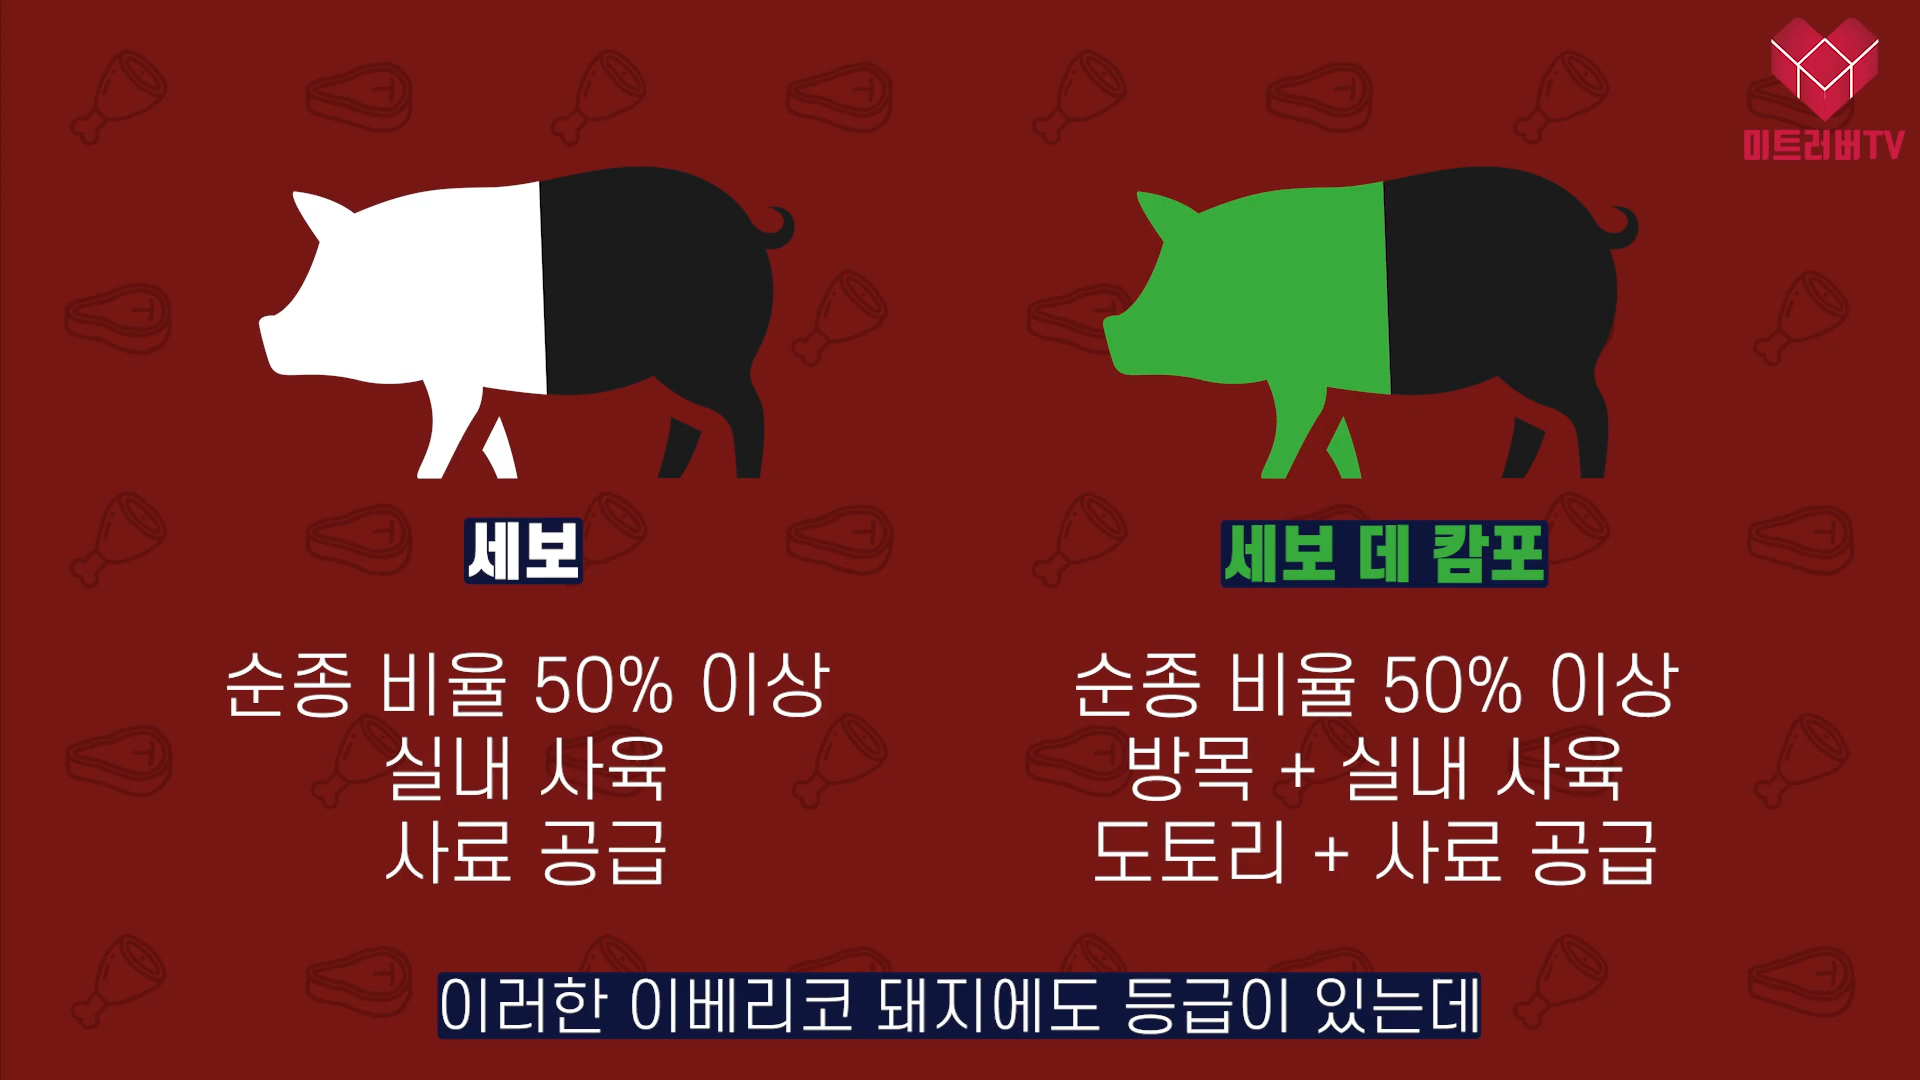 미트러버TV
세보
순종 비율 50% 이상
실내 사육
사료 공급
세보 데 캄포
순종 비율 50% 이상
방목 + 실내 사육
도토리 + 사료 공급
이러한 이베리코 돼지에도 등급이 있는데